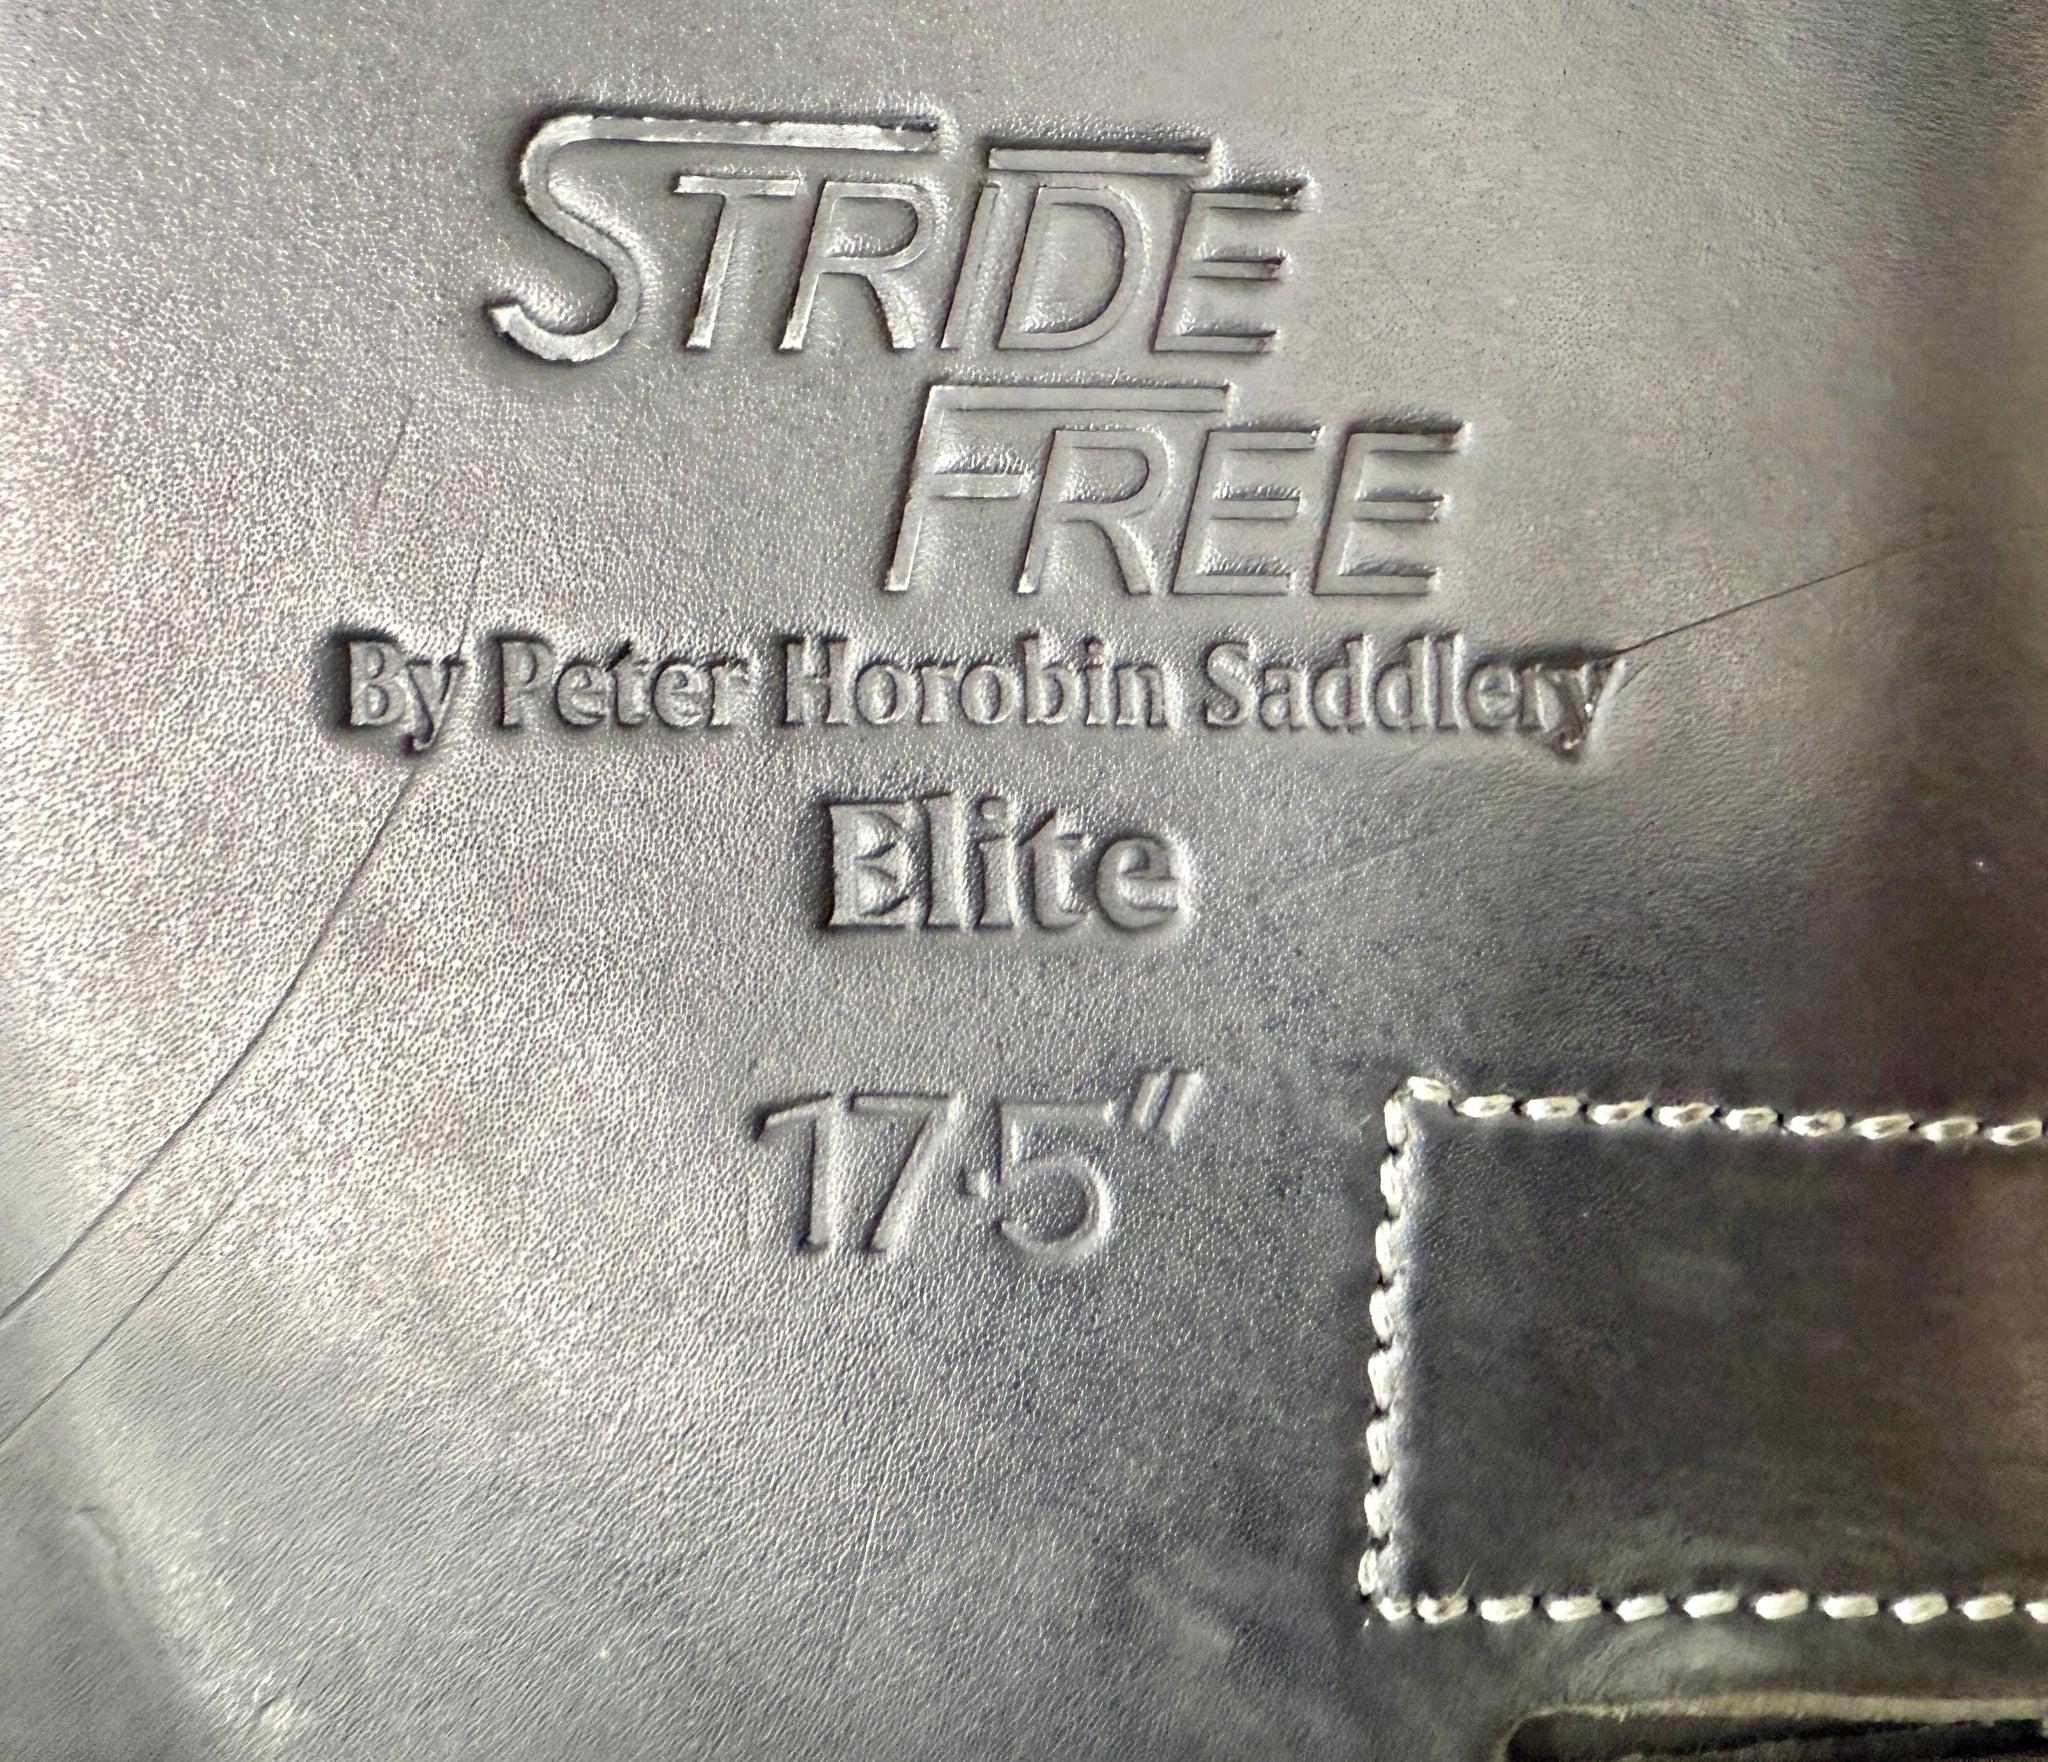 STRIDE
FREE
By Peter Horobin Saddlery
Elite
17.5"